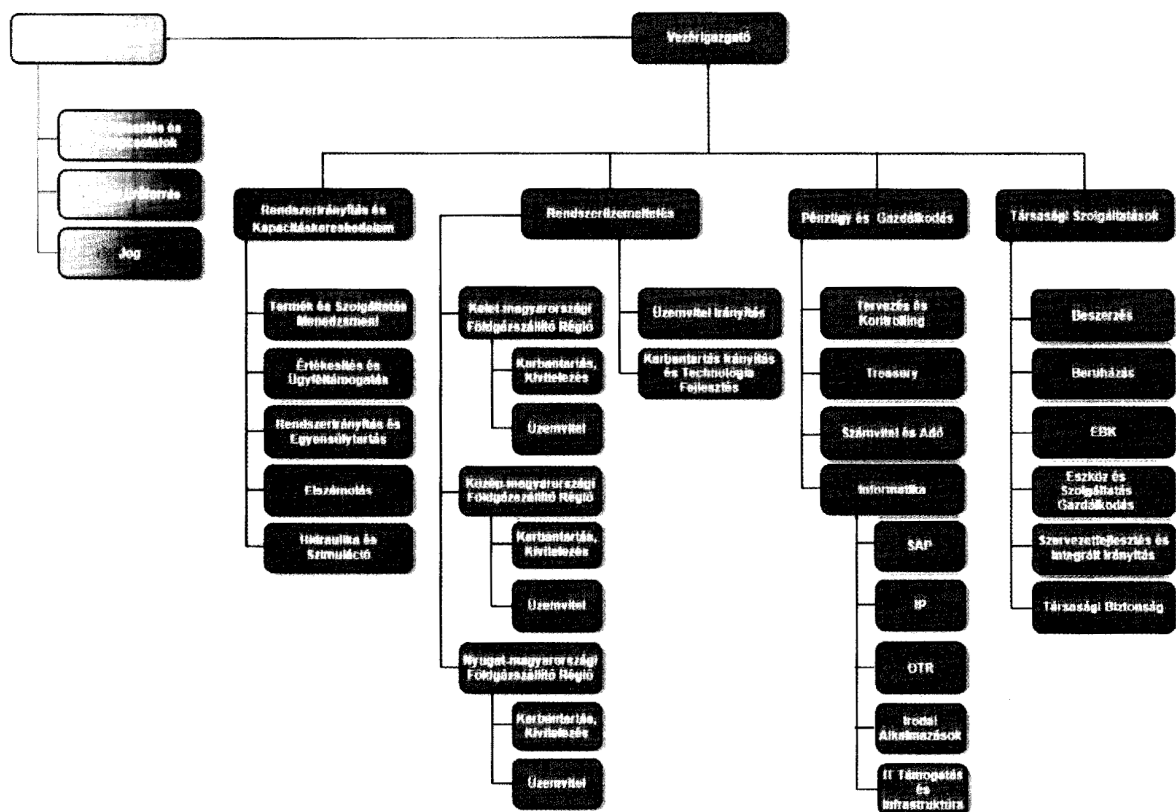 Vezérigazgató
és
Jog
Rendszerirányítás és
Kapacitáskereskedelem
Termék és Szolgáltatás
Menedzsment
Értékesítés és
Ügyféltámogatás
Rendszerirányítás és
Egyensúlytartás
Elszámolás
Hidraulika és
Szimuláció
Rendszerüzemeltetés
Kelet-magyarországi
Földgázszállító Régió
Karbantartás,
Kivitelezés
Üzemvitel
Közép-magyarországi
Földgázszállító Régió
Karbantartás,
Kivitelezés
Üzemvitel
Nyugat-magyarországi
Földgázszállító Régió
Karbantartás,
Kivitelezés
Üzemvitel
Üzemvitel Irányítás
Karbantartás Irányítás
és Technológia
Fejlesztés
Pénzügy és Gazdálkodás
Tervezés és
Kontrolling
Treasury
Számvitel és Adó
Informatika
SAP
IP
OTR
Irodai
Alkalmazások
IT Támogatás
és
Infrastruktúra
Társasági Szolgáltatások
Beszerzés
Beruházás
EBK
Eszköz és
Szolgáltatás
Gazdálkodás
Szervezetfejlesztés és
Integrált Irányítás
Társasági Biztonság